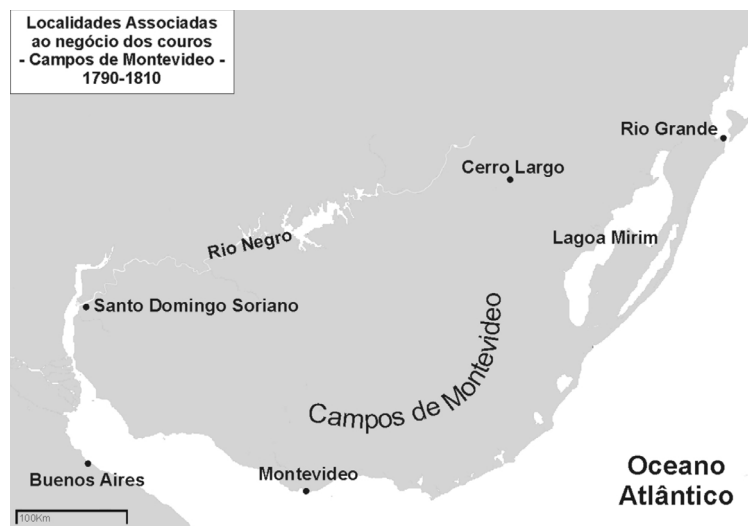 Localidades Associadas
ao negócio dos couros
- Campos de Montevideo -
1790-1810
Rio Grande
Cerro Largo
Rio Negro
Lagoa Mirim
Santo Domingo Soriano
Campos de Montevideo
Buenos Aires
Montevideo
Oceano
Atlântico
100Km